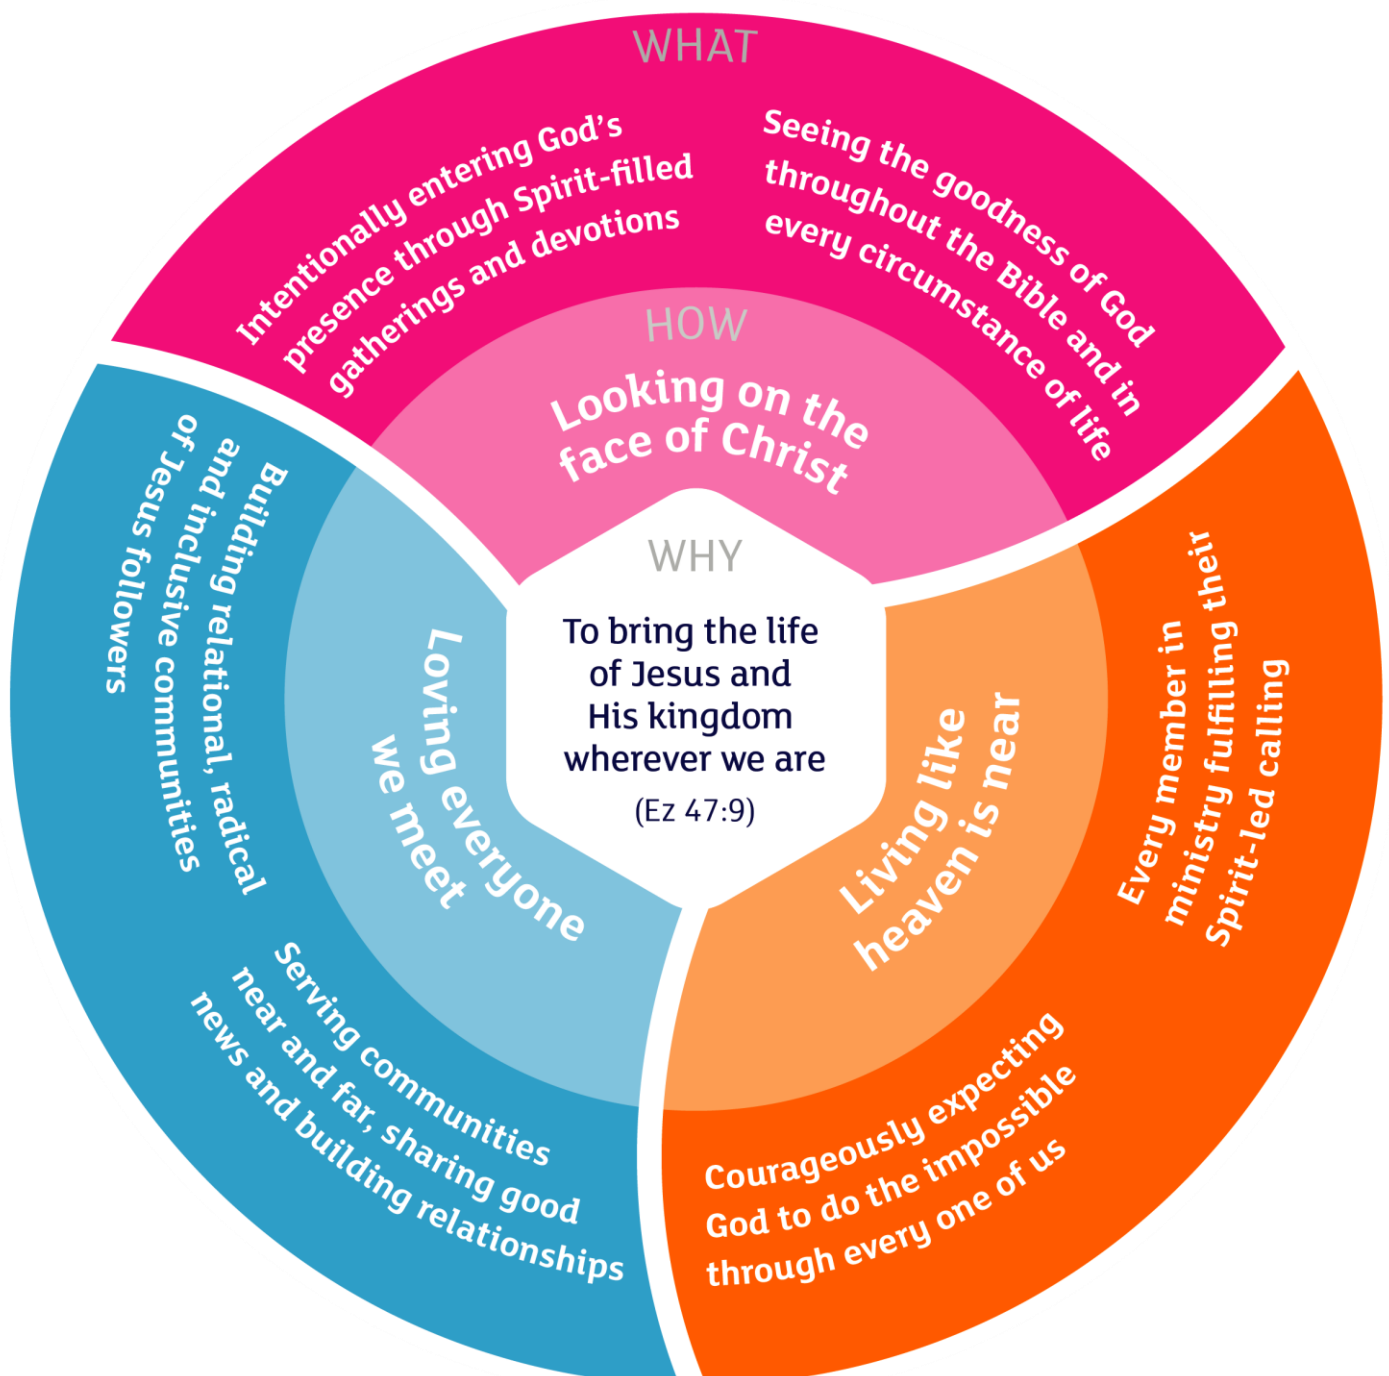 WHAT
Intentionally entering God's
presence through Spirit-filled
gatherings and devotions
Seeing the goodness of God
throughout the Bible and in
every circumstance of life
HOW
Looking on the
face of Christ
WHY
To bring the life
of Jesus and
His kingdom
wherever we are
(Ez 47:9)
Living like
heaven is near
Every member in
ministry fulfilling their
Spirit-led calling
Courageously expecting
God to do the impossible
through every one of us
Loving everyone
we meet
Building relational, radical
and inclusive communities
of Jesus followers
Serving communities
near and far, sharing good
news and building relationships